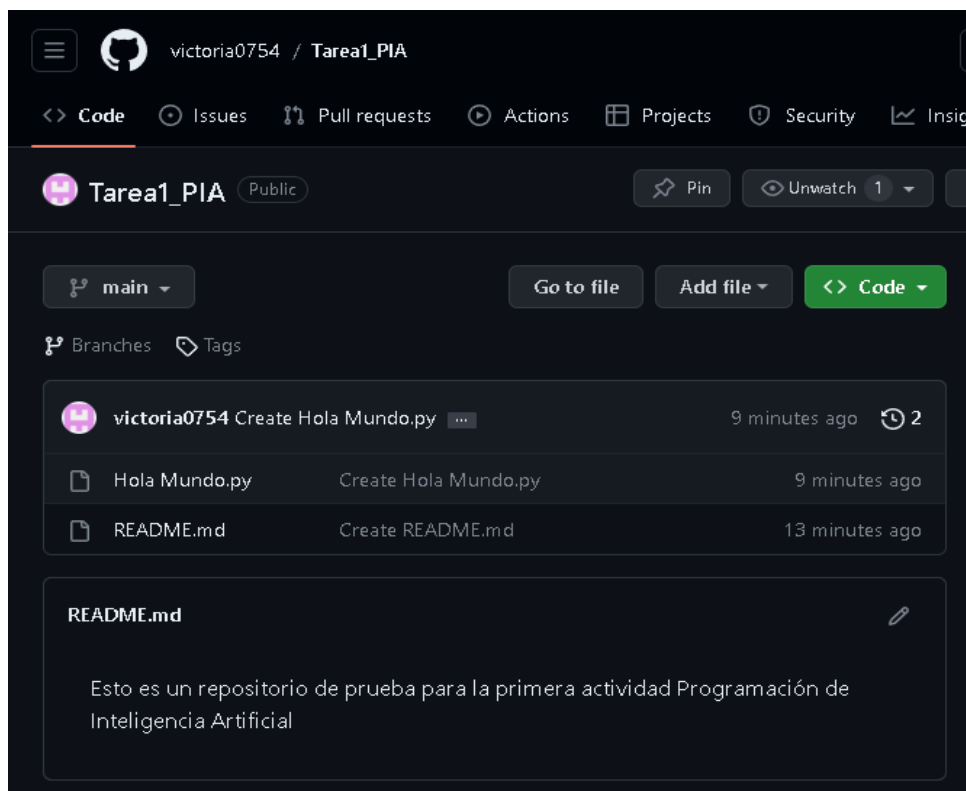 victoria0754 / Tarea1_PIA
Code Issues Pull requests Actions Projects Security Insig
Tarea1_PIA Public Pin Unwatch 1
main Go to file Add file Code
Branches Tags
victoria0754 Create Hola Mundo.py ... 9 minutes ago 2
Hola Mundo.py Create Hola Mundo.py 9 minutes ago
README.md Create README.md 13 minutes ago
README.md
Esto es un repositorio de prueba para la primera actividad Programación de
Inteligencia Artificial